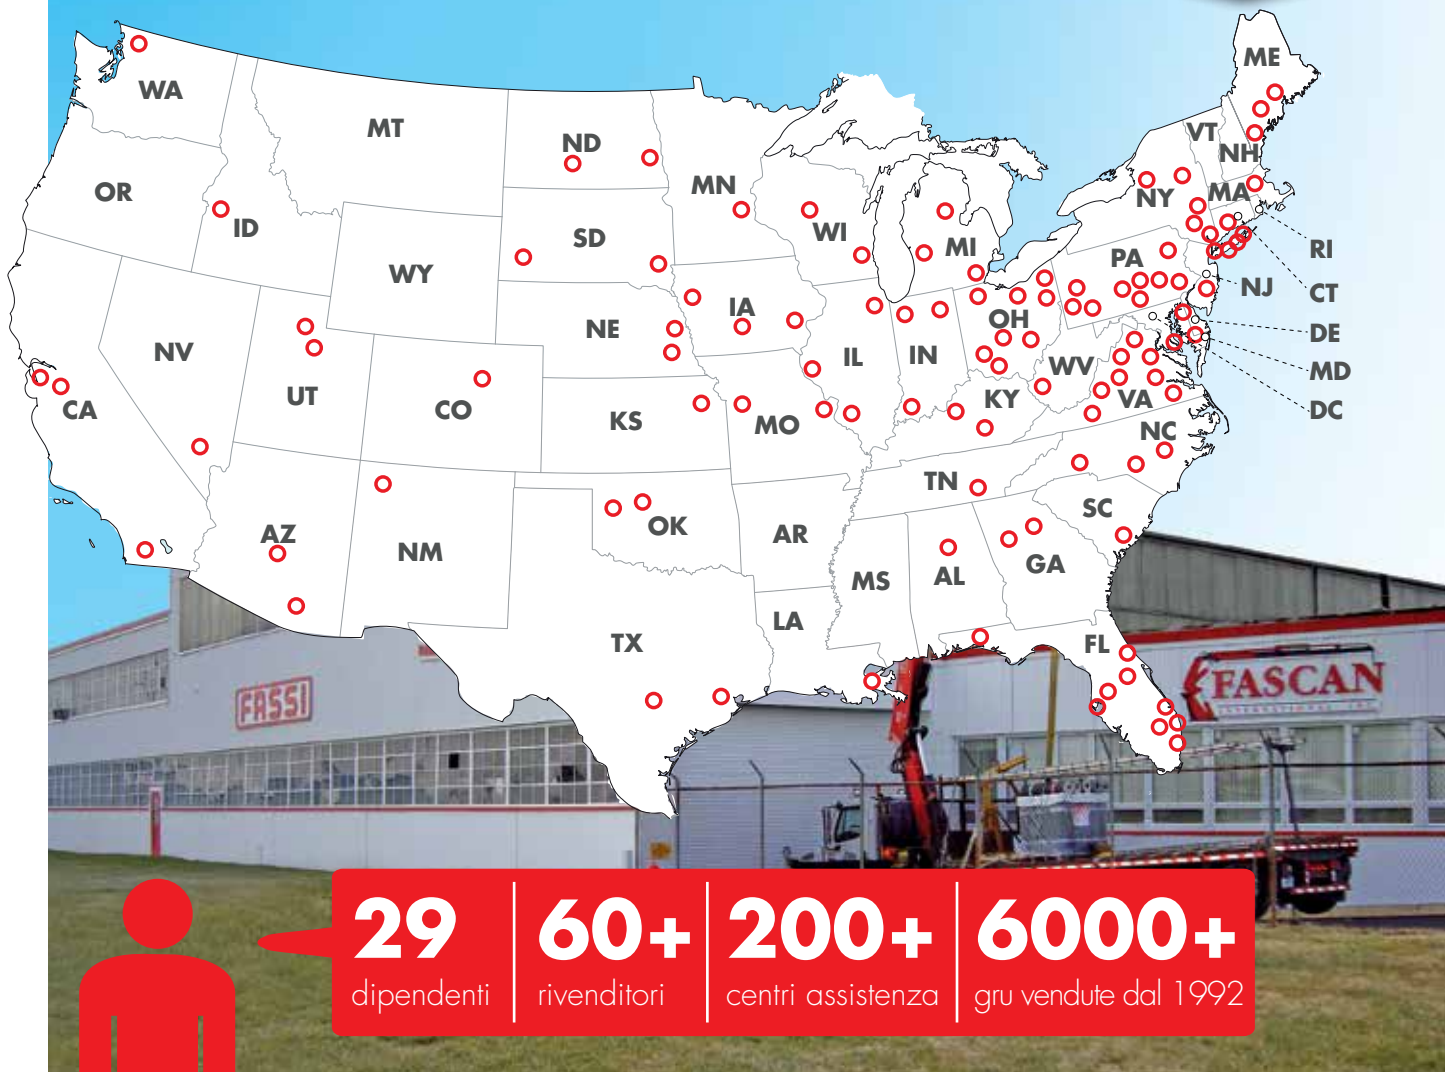 ME
WA
VT
MT
ND
NH
MN
OR
NY
MA
ID
WI
SD
MI
RI
PA
WY
NJ
CT
IA
OH
NE
DE
NV
IL
IN
WV
MD
UT
KY
CA
CO
VA
DC
KS
MO
NC
TN
SC
OK
AZ
AR
NM
GA
MS
AL
LA
TX
FL
FASSI
FASCAN
INTERNATIONAL, INC.
29
dipendenti
60+
rivenditori
200+
centri assistenza
6000+
gru vendute dal 1992